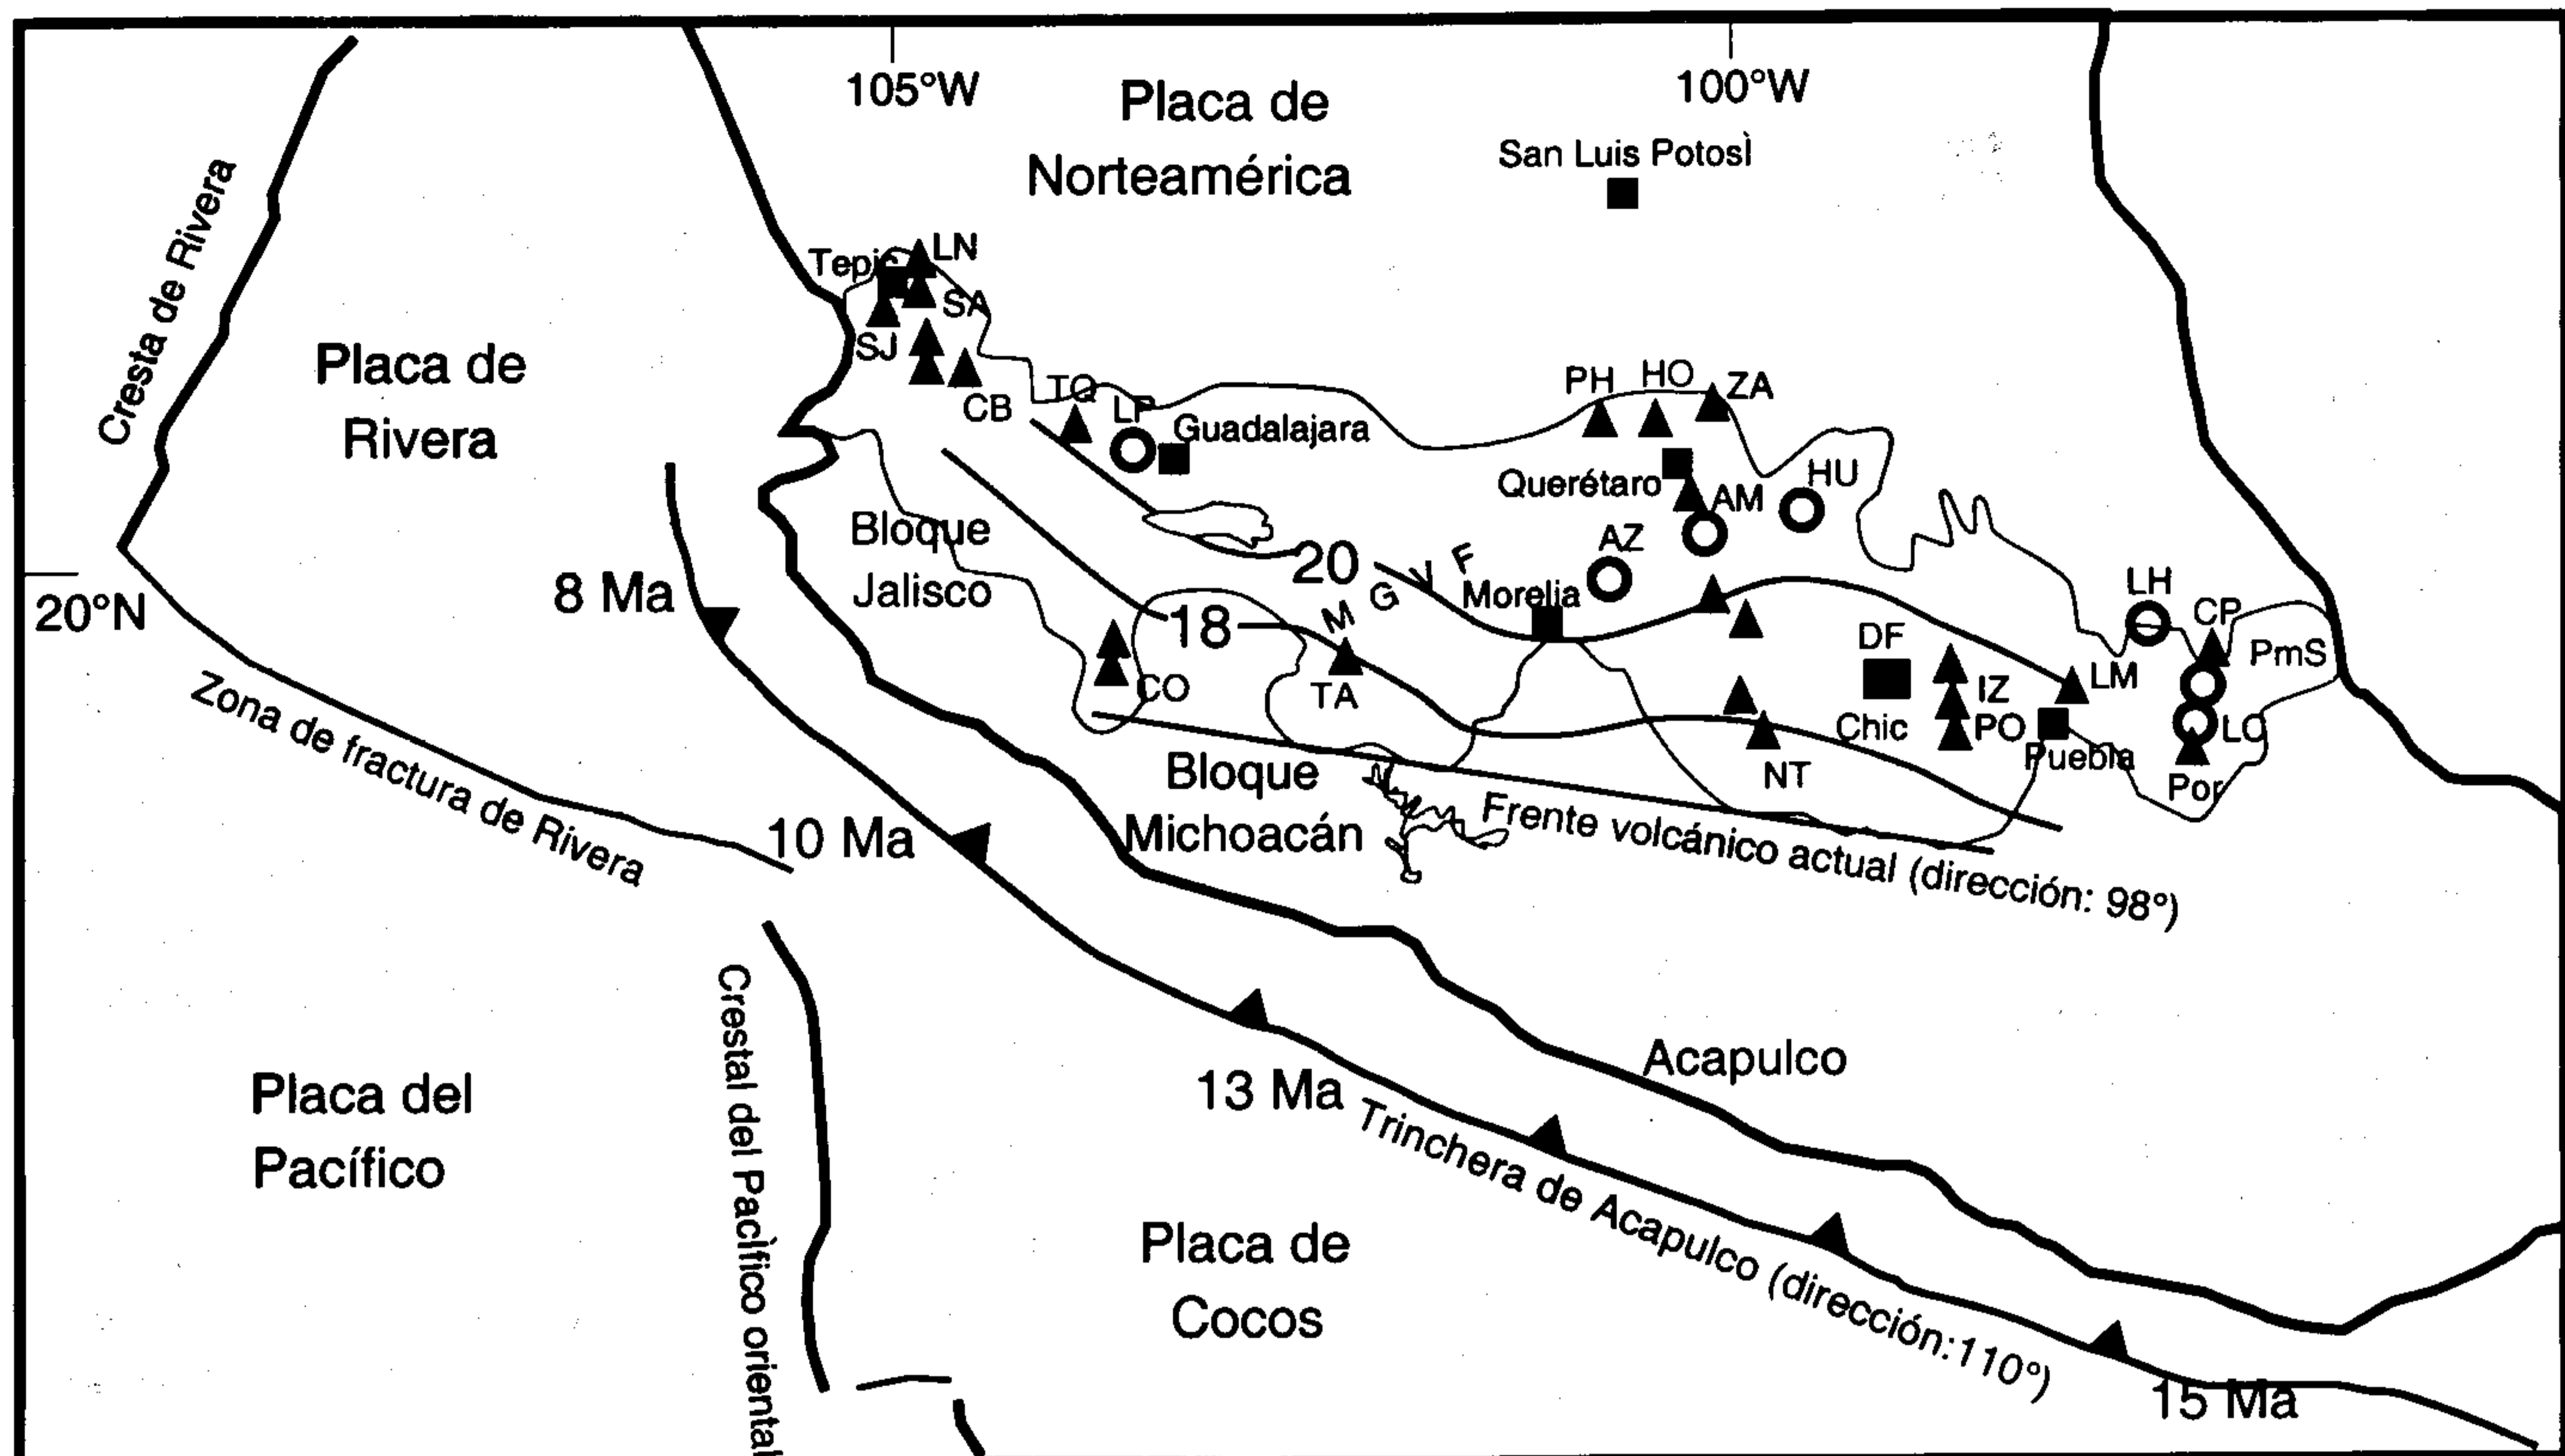 105°W
100°W
Placa de
Norteamérica
San Luis Potosì
Cresta de Rivera
Tepic
LN
SA
SJ
CB
Placa de
Rivera
TQ
LP
Guadalajara
PH
HO
ZA
Querétaro
AM
HU
AZ
Bloque
Jalisco
20
M G V F
Morelia
20°N
8 Ma
18
CO
TA
DF
Chic
IZ
PO
NT
LM
LH
CP
PmS
LC
Puebla
Por
Zona de fractura de Rivera
10 Ma
Bloque
Michoacán
Frente volcánico actual (dirección: 98°)
Crestal del Pacìfico oriental
13 Ma
Acapulco
Trinchera de Acapulco (dirección:110°)
Placa del
Pacífico
Placa de
Cocos
15 Ma